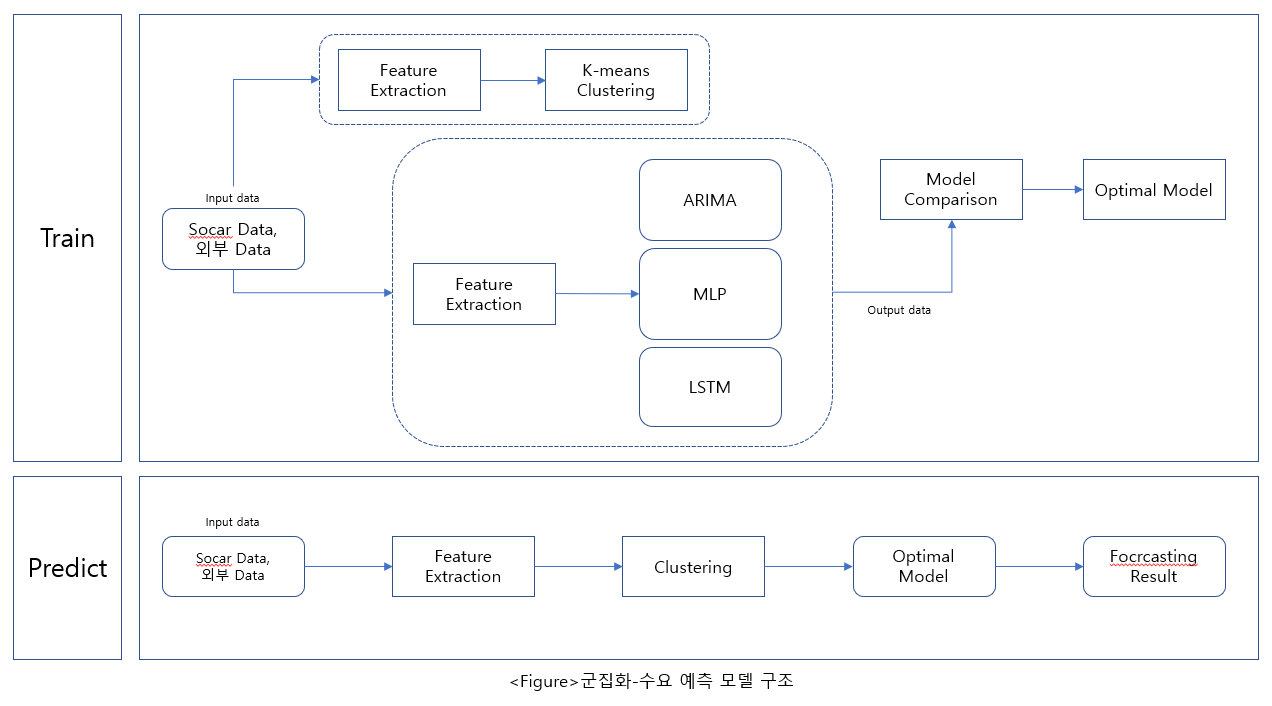 Train
Feature
Extraction
K-means
Clustering
Input data
Socar Data,
외부 Data
Feature
Extraction
ARIMA
MLP
LSTM
Output data
Model
Comparison
Optimal Model
Predict
Input data
Socar Data,
외부 Data
Feature
Extraction
Clustering
Optimal
Model
Focrcasting
Result
<Figure>군집화-수요 예측 모델 구조